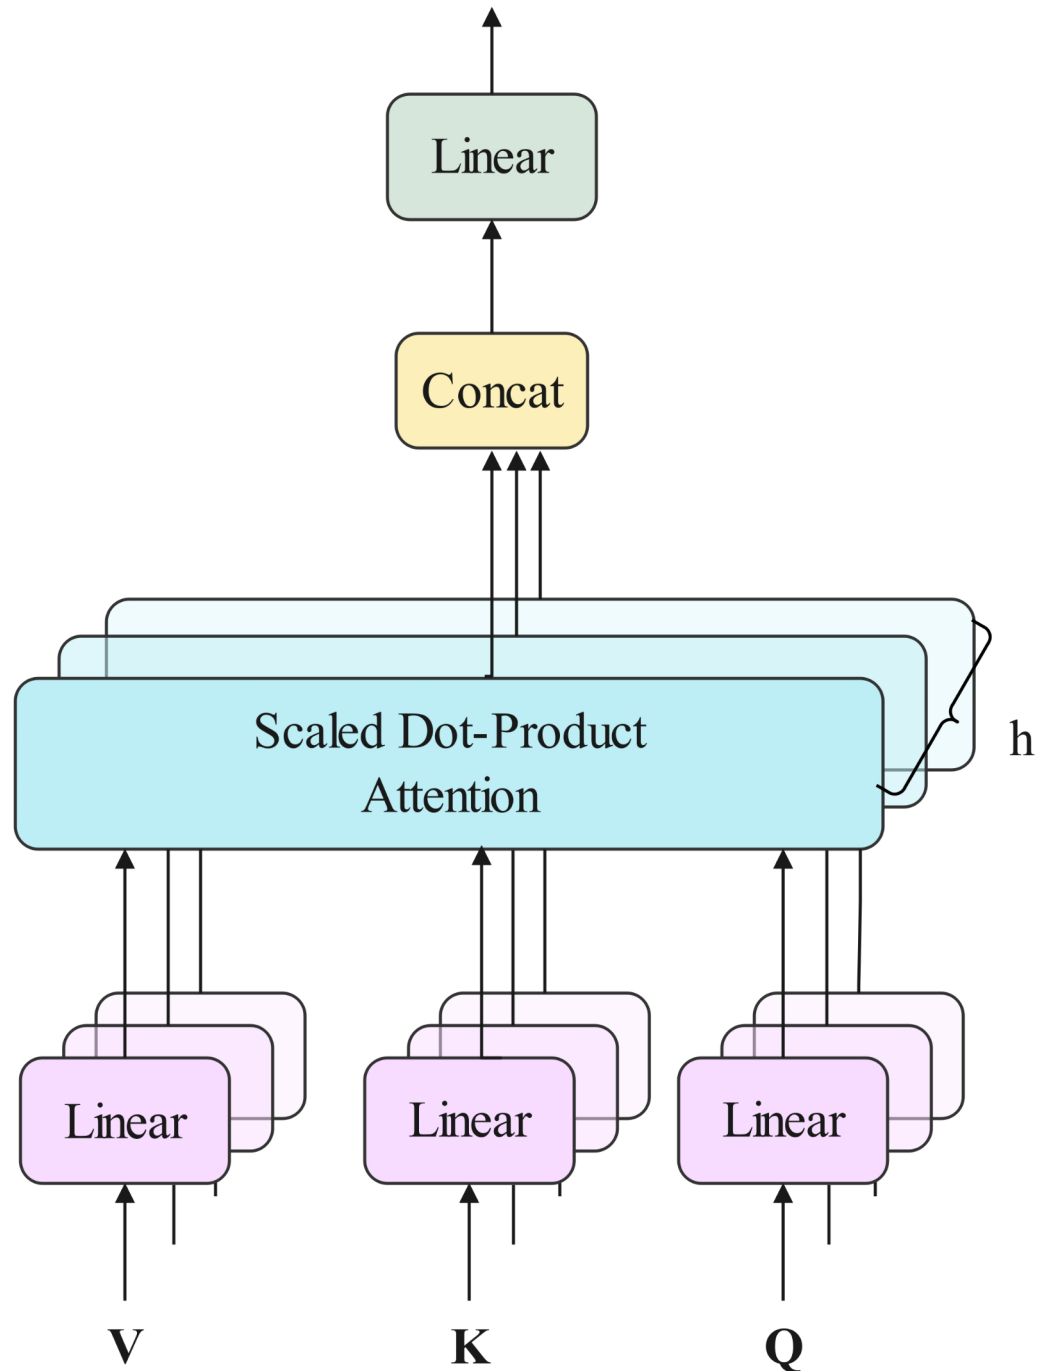 Linear
Concat
Scaled Dot-Product
Attention
h
Linear
Linear
Linear
V
K
Q